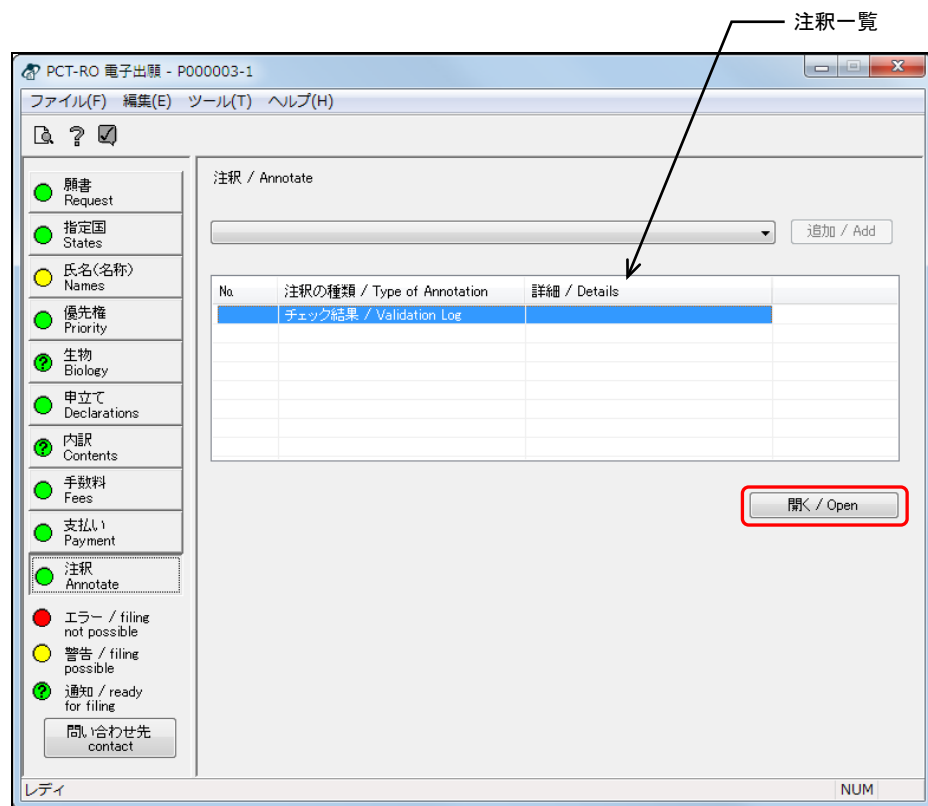 注釈一覧
PCT-RO 電子出願 - P000003-1
ファイル(F) 編集(E) ツール(T) ヘルプ(H)
願書
Request
指定国
States
氏名(名称)
Names
優先権
Priority
生物
Biology
申立て
Declarations
内訳
Contents
手数料
Fees
支払い
Payment
注釈
Annotate
エラー / filing
not possible
警告 / filing
possible
通知 / ready
for filing
問い合わせ先
contact
注釈 / Annotate
追加 / Add
No. 注釈の種類 / Type of Annotation 詳細 / Details
チェック結果 / Validation Log
開く / Open
レディ NUM